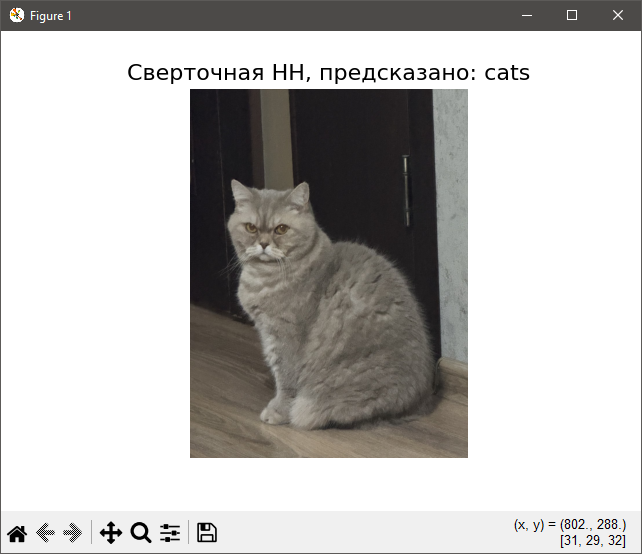 Figure 1
Сверточная НН, предсказано: cats
(x, y) = (802., 288.)
[31, 29, 32]